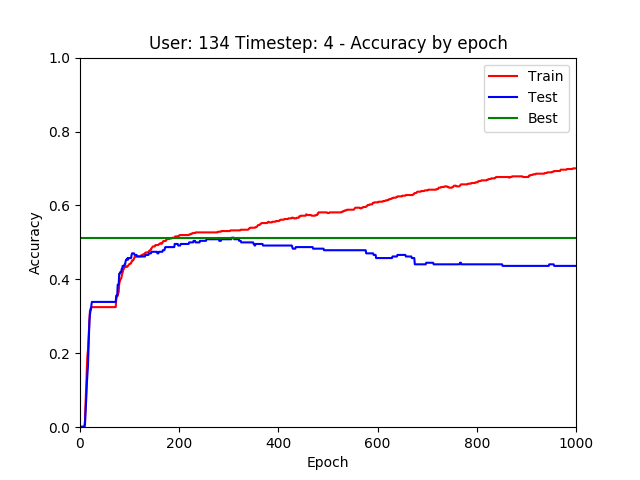 User: 134 Timestep: 4 - Accuracy by epoch
1.0
0.8
0.6
0.4
0.2
0.0
Accuracy
Train
Test
Best
0 200 400 600 800 1000
Epoch